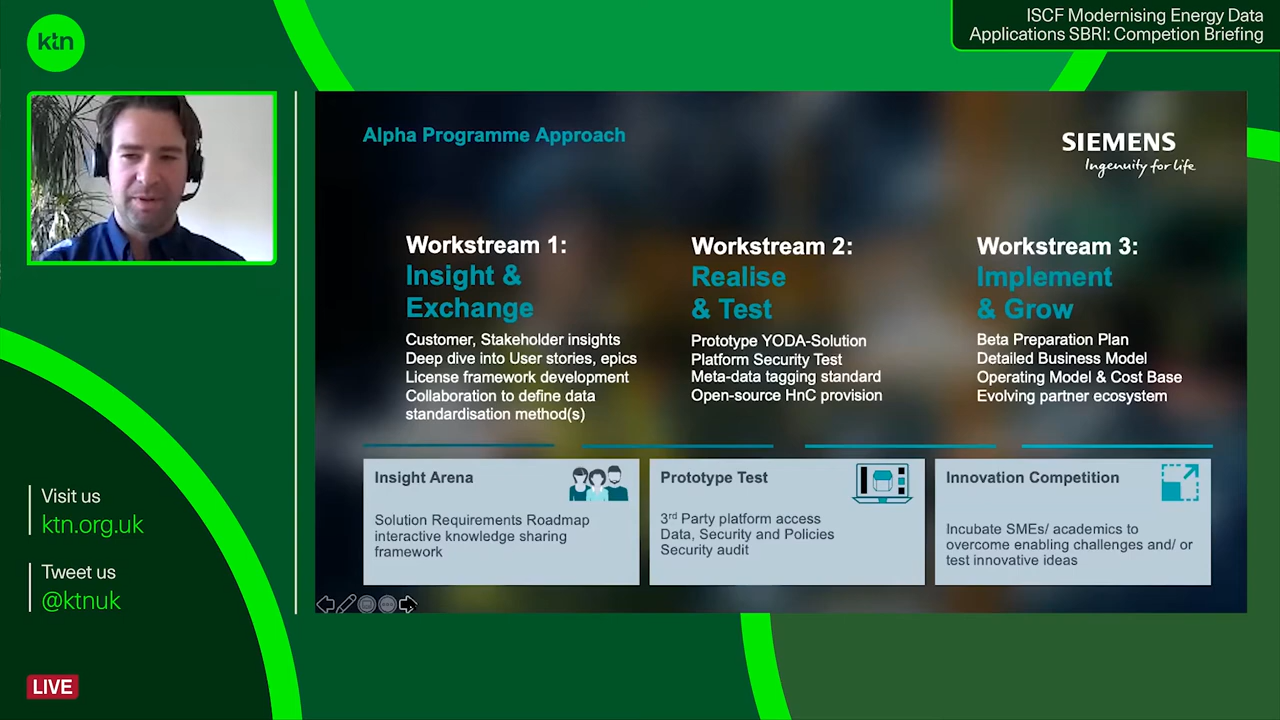 ktn
ISCF Modernising Energy Data
Applications SBRI: Competion Briefing
Alpha Programme Approach
SIEMENS
Ingenuity for life
Workstream 1:
Insight &
Exchange
Customer, Stakeholder insights
Deep dive into User stories, epics
License framework development
Collaboration to define data
standardisation method(s)
Workstream 2:
Realise
& Test
Prototype YODA-Solution
Platform Security Test
Meta-data tagging standard
Open-source HnC provision
Workstream 3:
Implement
& Grow
Beta Preparation Plan
Detailed Business Model
Operating Model & Cost Base
Evolving partner ecosystem
Insight Arena
Solution Requirements Roadmap
interactive knowledge sharing
framework
Prototype Test
3rd Party platform access
Data, Security and Policies
Security audit
Innovation Competition
Incubate SMEs/ academics to
overcome enabling challenges and/ or
test innovative ideas
Visit us
ktn.org.uk
Tweet us
@ktnuk
LIVE